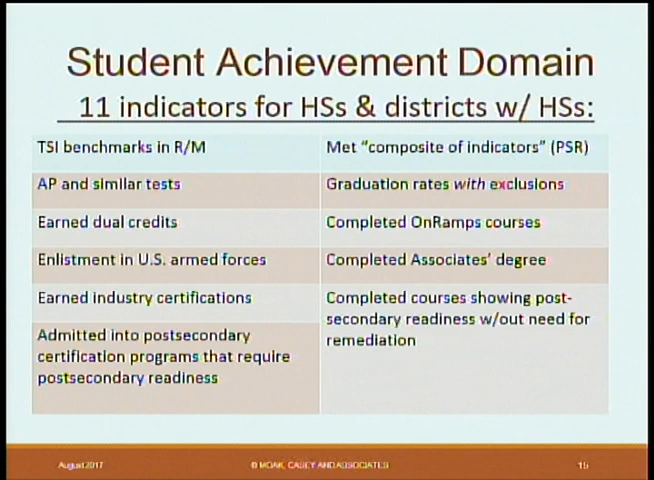 Student Achievement Domain
11 indicators for HSs & districts w/ HSs:
TSI benchmarks in R/M
Met “composite of indicators” (PSR)
AP and similar tests
Graduation rates with exclusions
Earned dual credits
Completed OnRamps courses
Enlistment in U.S. armed forces
Completed Associates’ degree
Earned industry certifications
Completed courses showing post-
secondary readiness w/out need for
remediation
Admitted into postsecondary
certification programs that require
postsecondary readiness
August 2017
© MOAK, CASEY AND ASSOCIATES
15